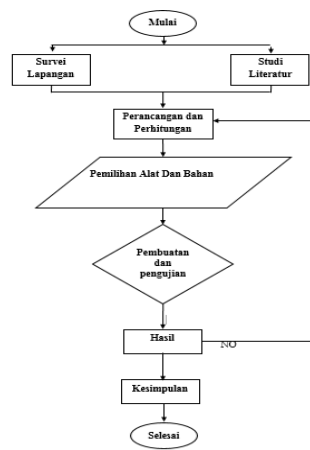 Mulai
Survei
Lapangan
Studi
Literatur
Perancangan dan
Perhitungan
Pemilihan Alat Dan Bahan
Pembuatan
dan
pengujian
Hasil
NO
Kesimpulan
Selesai